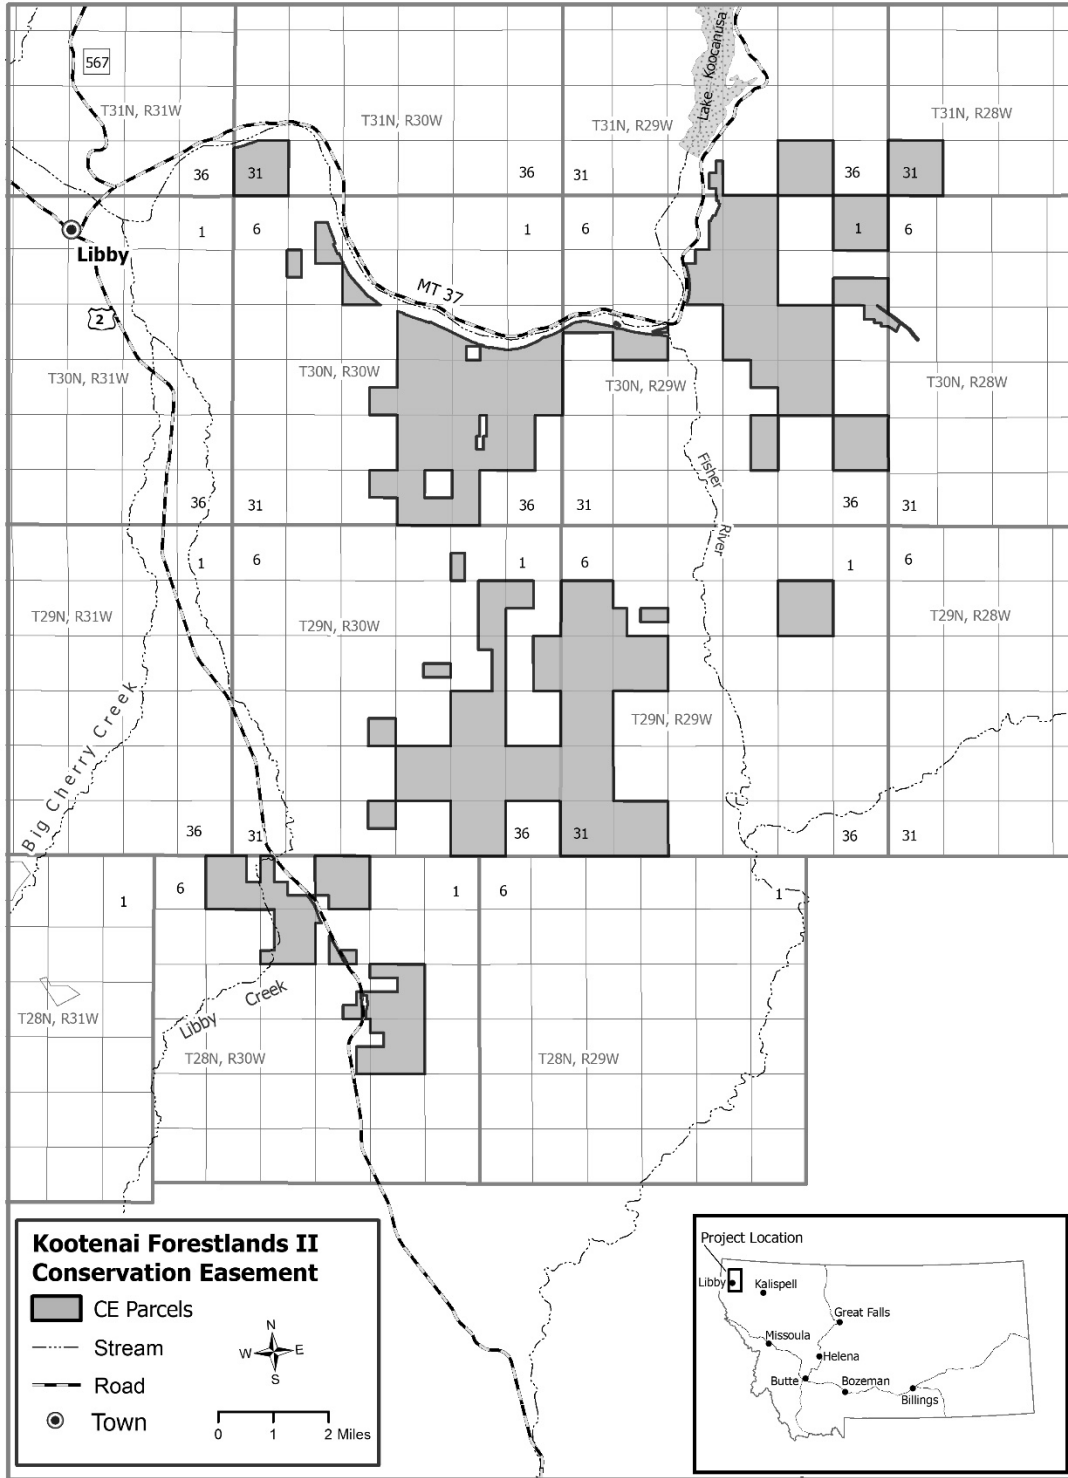 567
Lake Koocanusa
T31N, R31W
T31N, R30W
T31N, R29W
T31N, R28W
36
31
36
31
36
31
1
6
1
6
1
6
Libby
MT 37
2
T30N, R31W
T30N, R30W
T30N, R29W
T30N, R28W
Fisher
River
36
31
36
31
36
31
1
6
1
6
1
6
T29N, R31W
T29N, R30W
T29N, R28W
T29N, R29W
Big Cherry Creek
36
31
36
31
36
31
1
6
1
6
1
Libby Creek
T28N, R31W
T28N, R30W
T28N, R29W
Kootenai Forestlands II
Conservation Easement
CE Parcels
Stream
Road
Town
N
W E
S
0 1 2 Miles
Project Location
Libby
Kalispell
Great Falls
Missoula
Helena
Butte
Bozeman
Billings